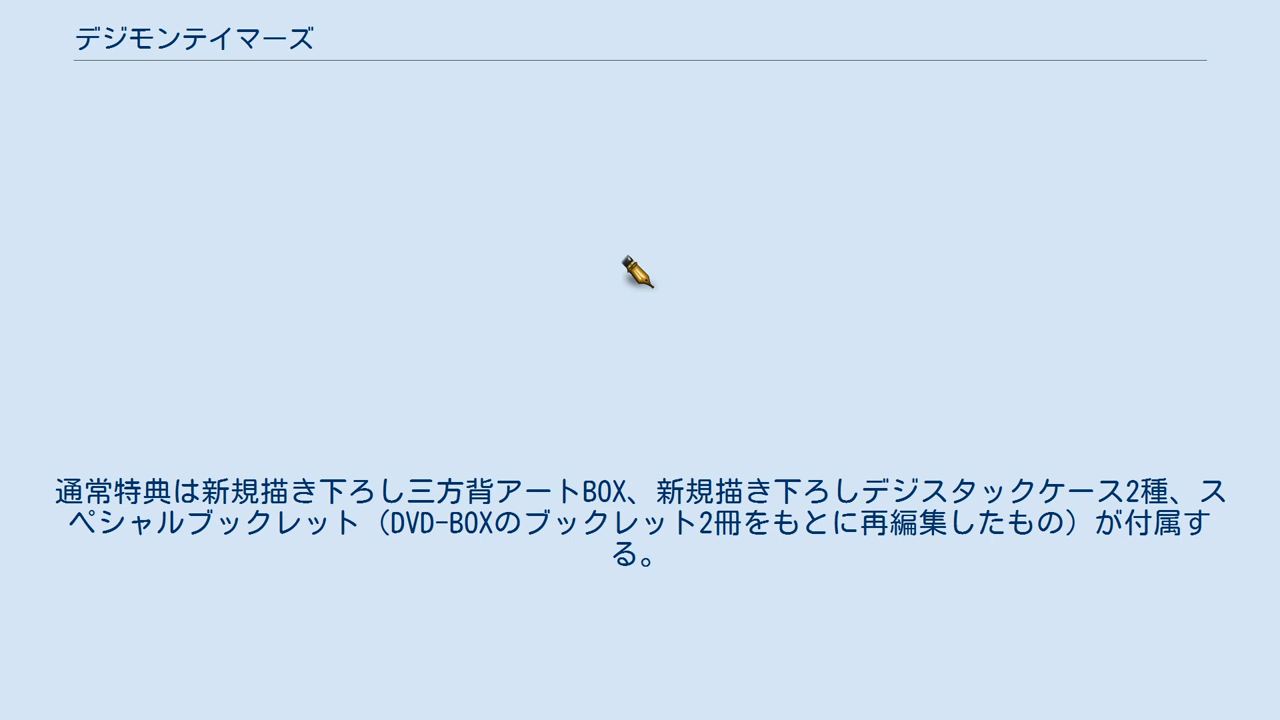 デジモンテイマーズ
通常特典は新規描き下ろし三方背アートBOX、新規描き下ろしデジスタックケース2種、ス
ペシャルブックレット（DVD-BOXのブックレット2冊をもとに再編集したもの）が付属す
る。